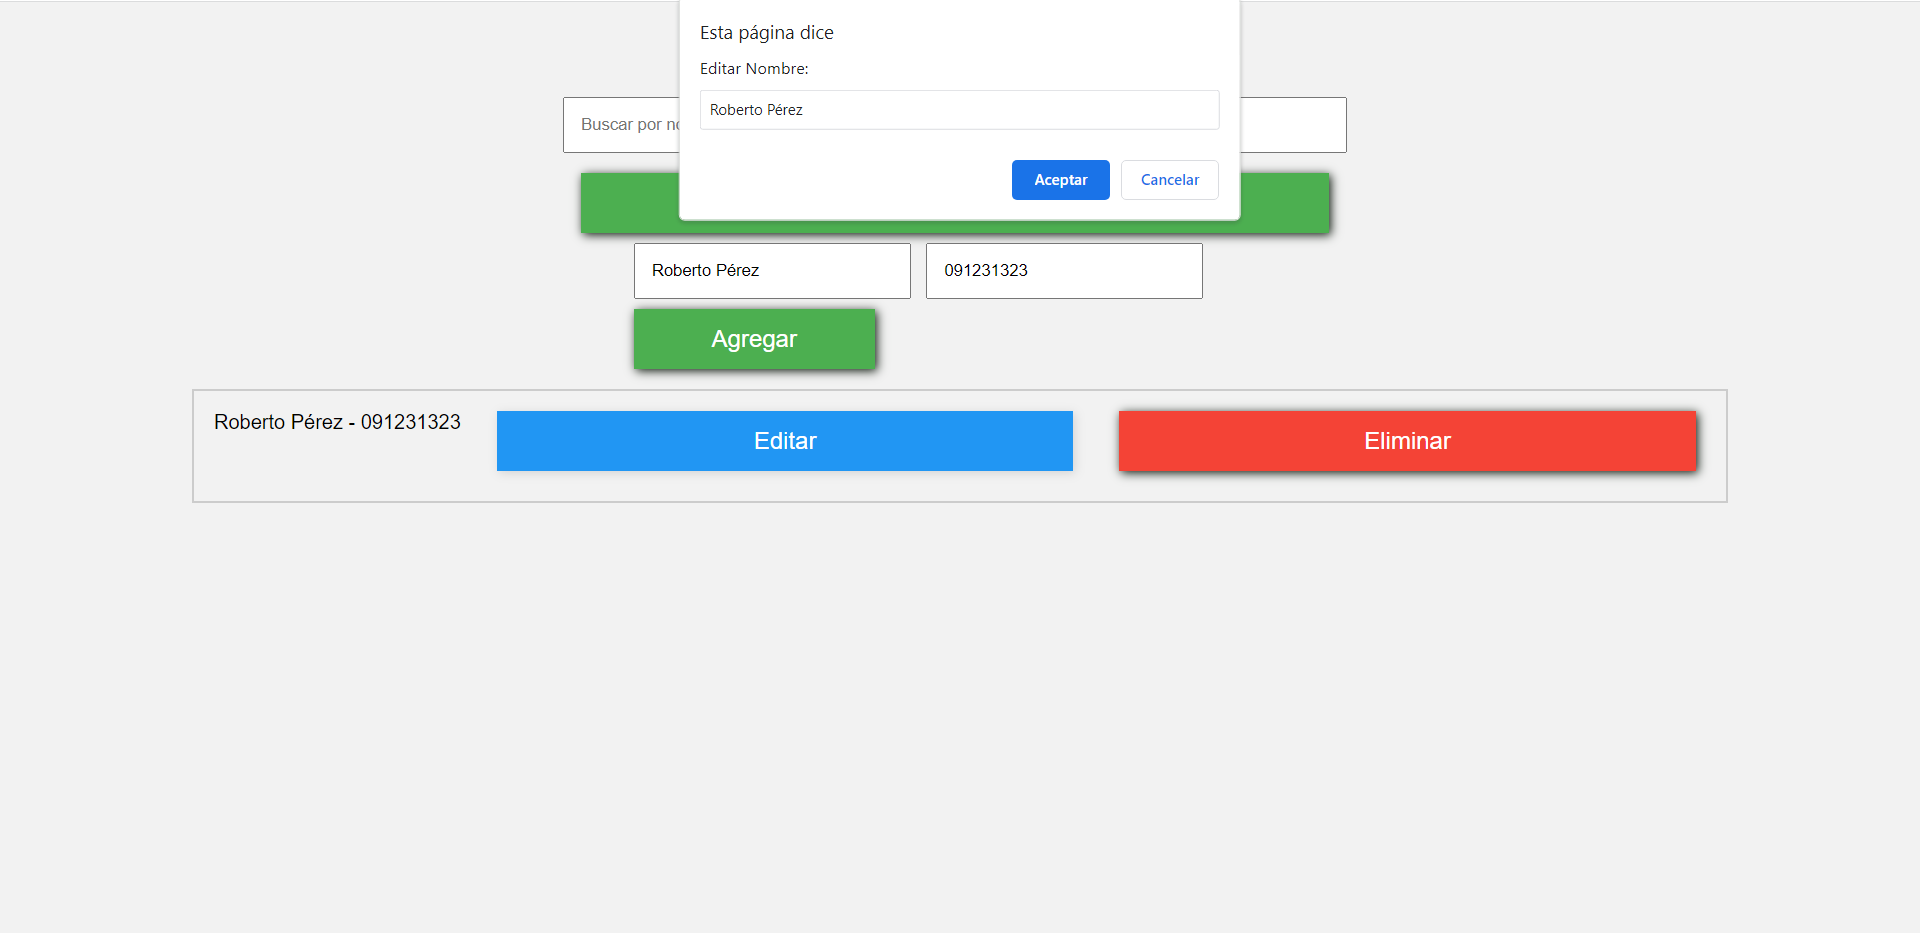 Esta página dice
Editar Nombre:
Roberto Pérez
Aceptar
Cancelar
Buscar por
Roberto Pérez
091231323
Agregar
Roberto Pérez - 091231323
Editar
Eliminar